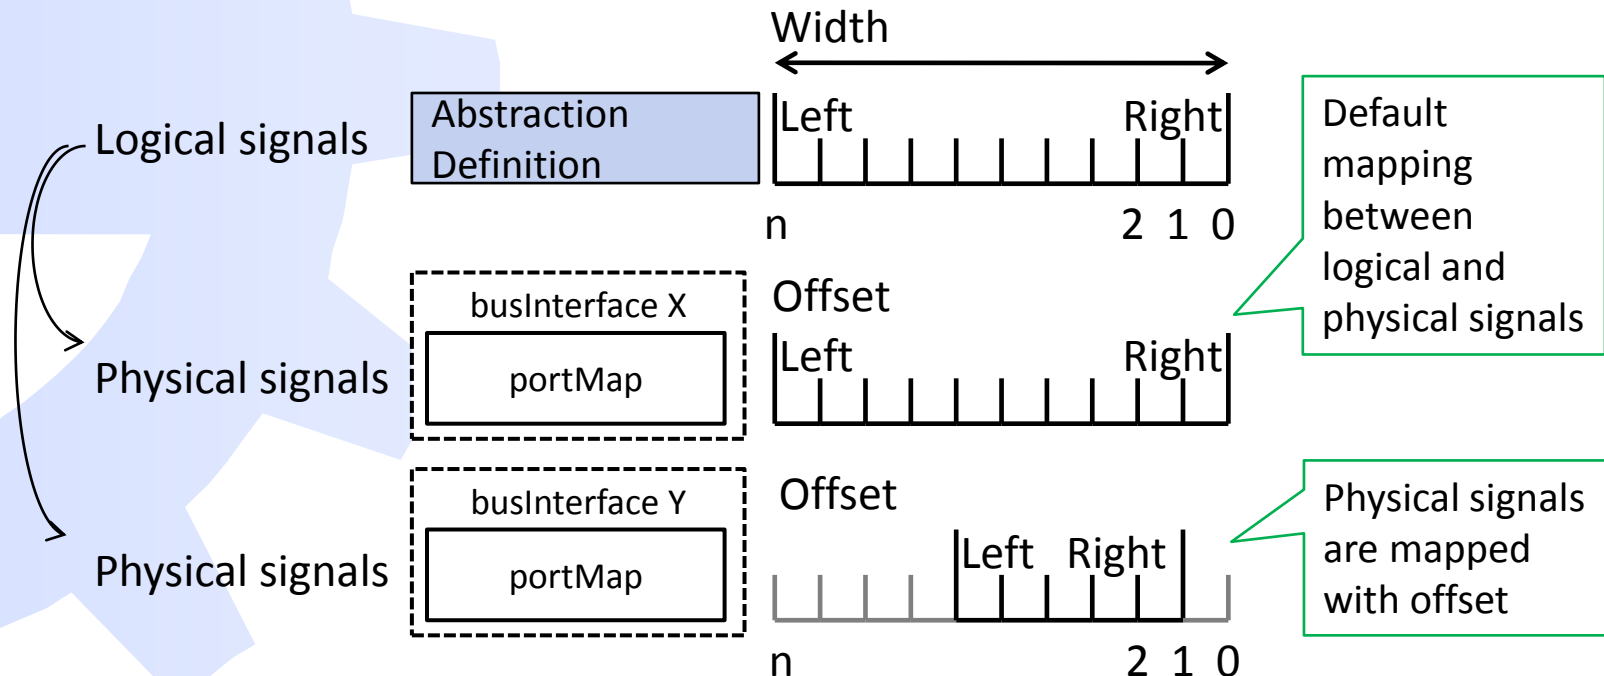 Width
Logical signals
Abstraction
Definition
Left
Right
n
2 1 0
Default
mapping
between
logical and
physical signals
busInterface X
portMap
Physical signals
Offset
Left
Right
busInterface Y
portMap
Physical signals
Offset
Left
Right
n
2 1 0
Physical signals
are mapped
with offset